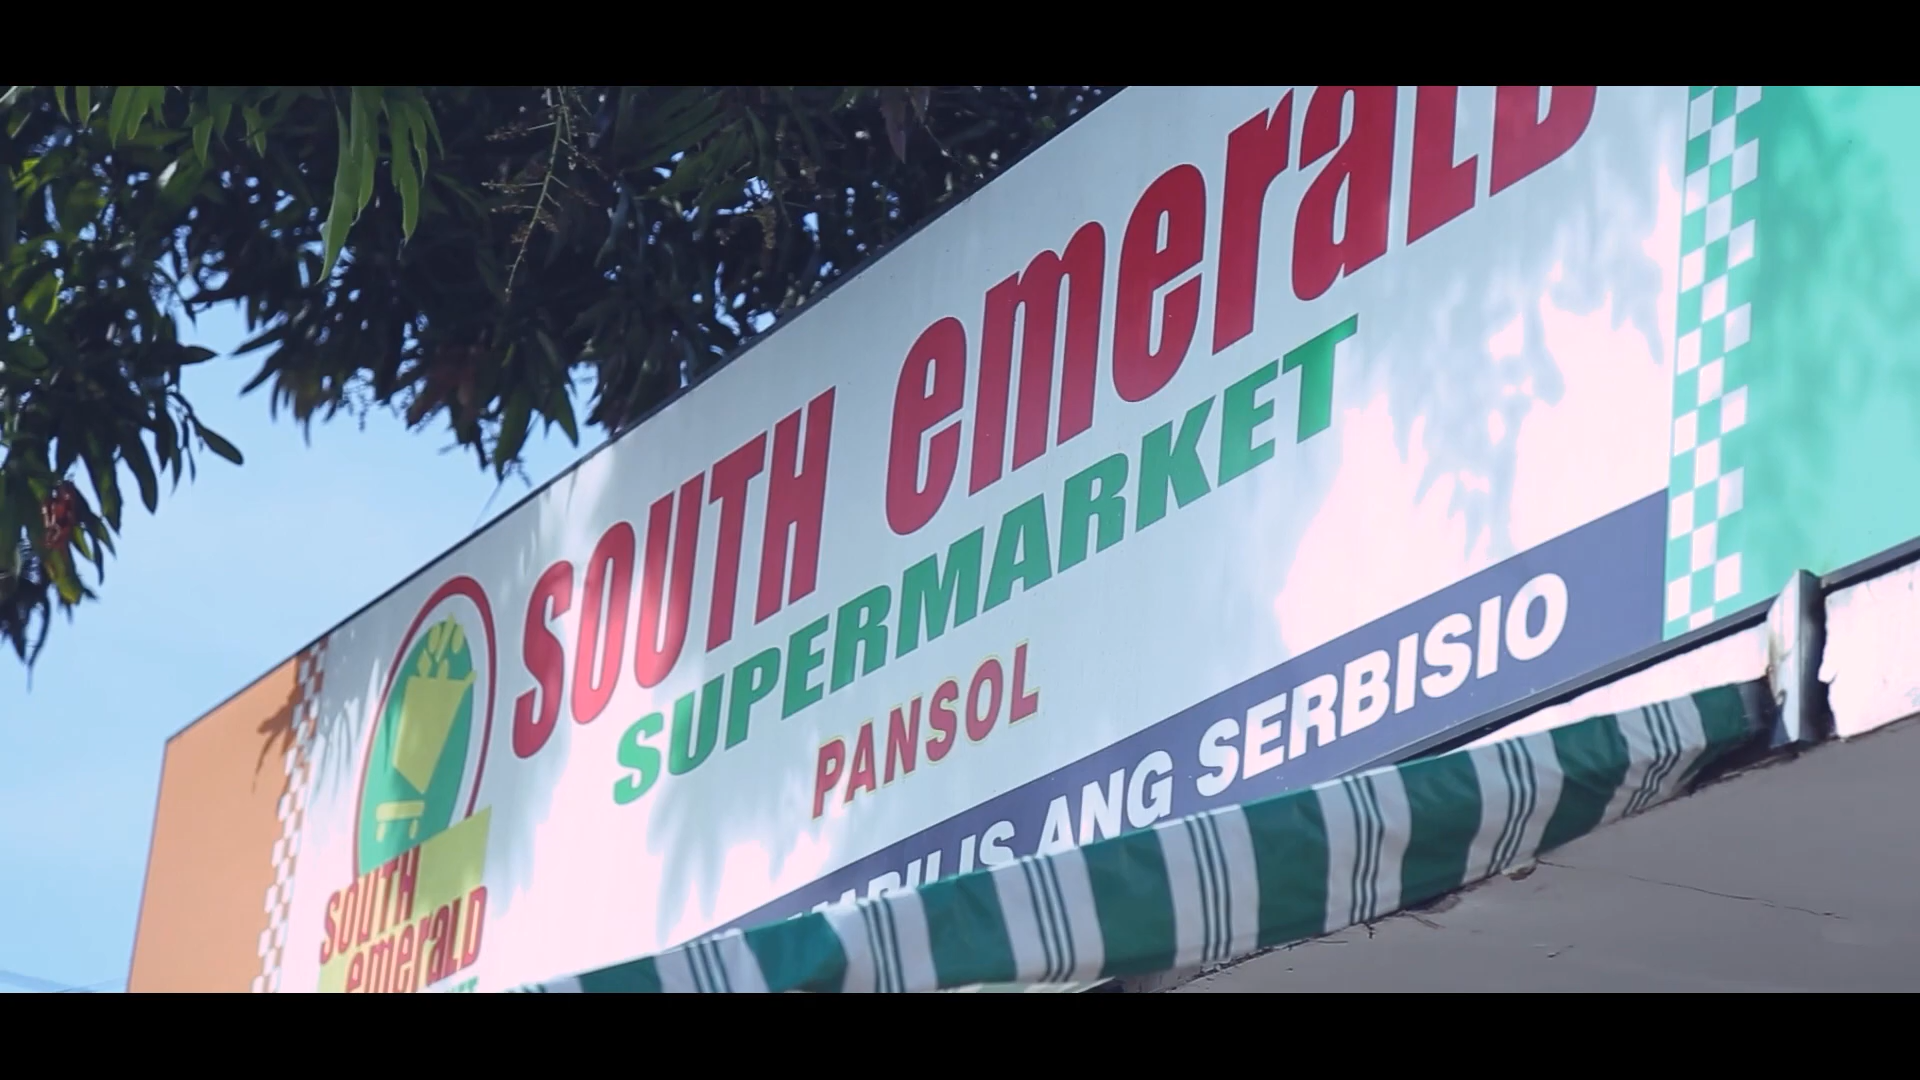 SOUTH emeraLD
SUPERMARKET
PANSOL
ANG SERBISIO
SOUTH
emeraLD